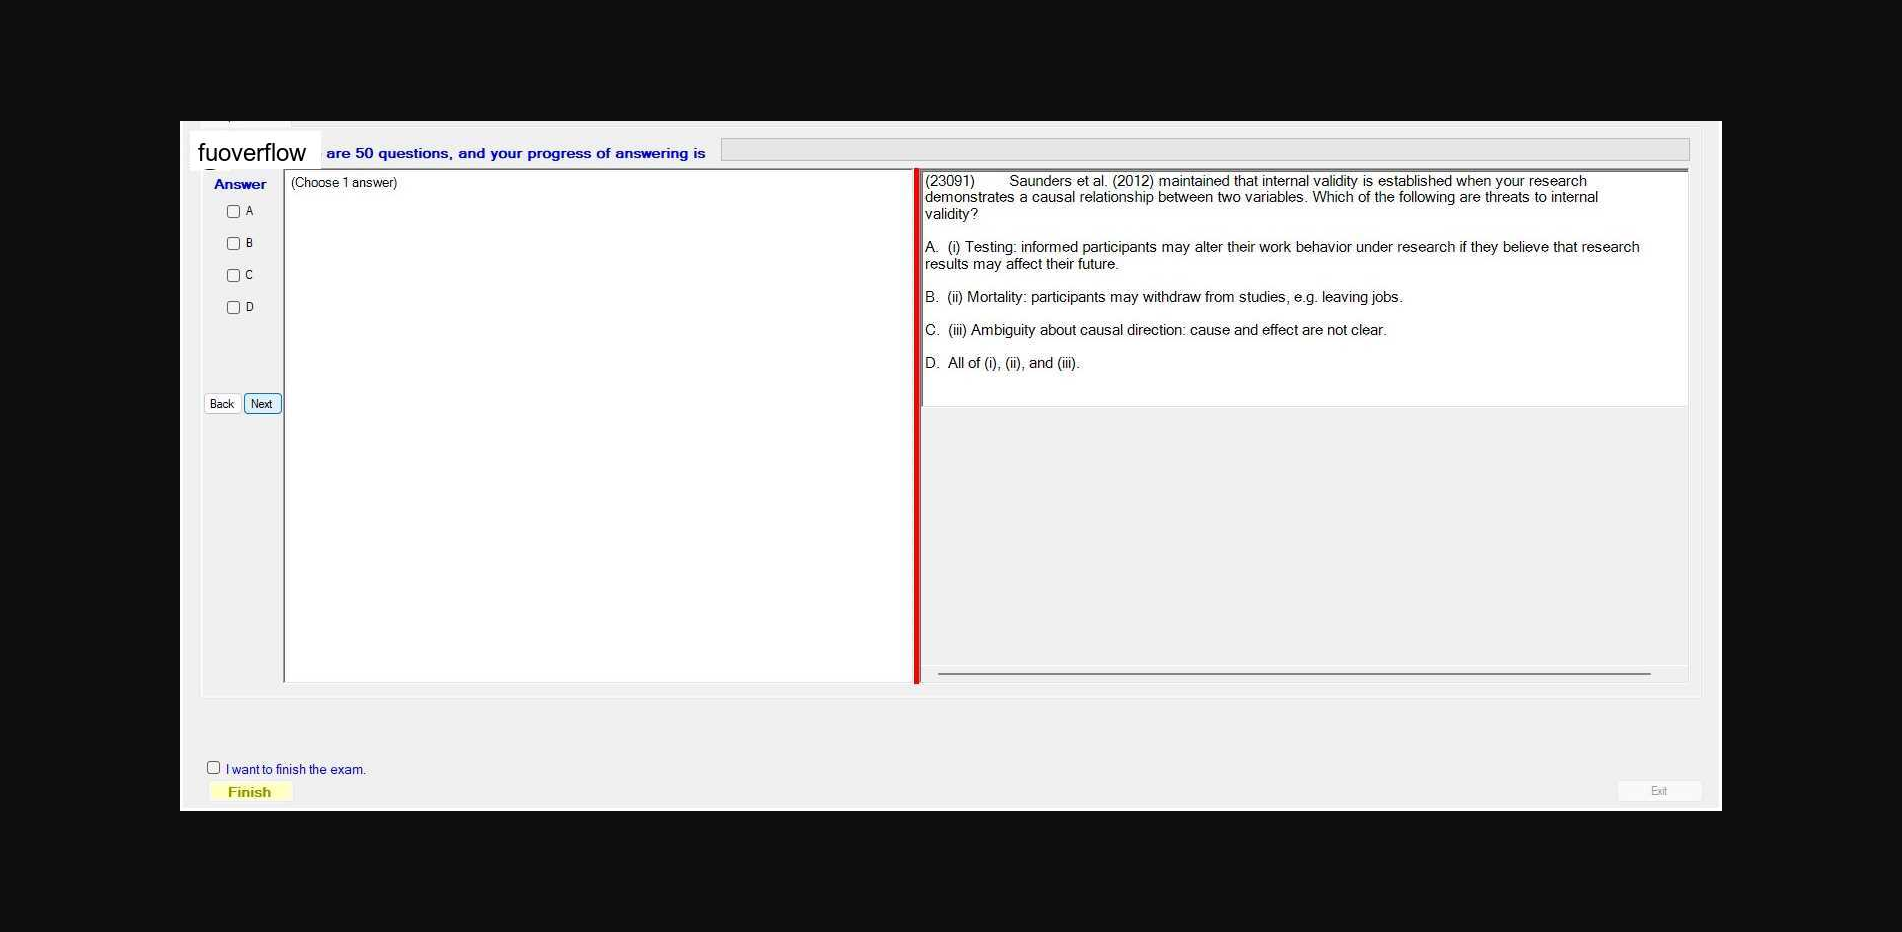 fuoverflow are 50 questions, and your progress of answering is
Answer
A
B
C
D
Back Next
(Choose 1 answer)
(23091) Saunders et al. (2012) maintained that internal validity is established when your research
demonstrates a causal relationship between two variables. Which of the following are threats to internal
validity?
A. (i) Testing: informed participants may alter their work behavior under research if they believe that research
results may affect their future.
B. (ii) Mortality: participants may withdraw from studies, e.g. leaving jobs.
C. (iii) Ambiguity about causal direction: cause and effect are not clear.
D. All of (i), (ii), and (iii).
I want to finish the exam.
Finish
Exit